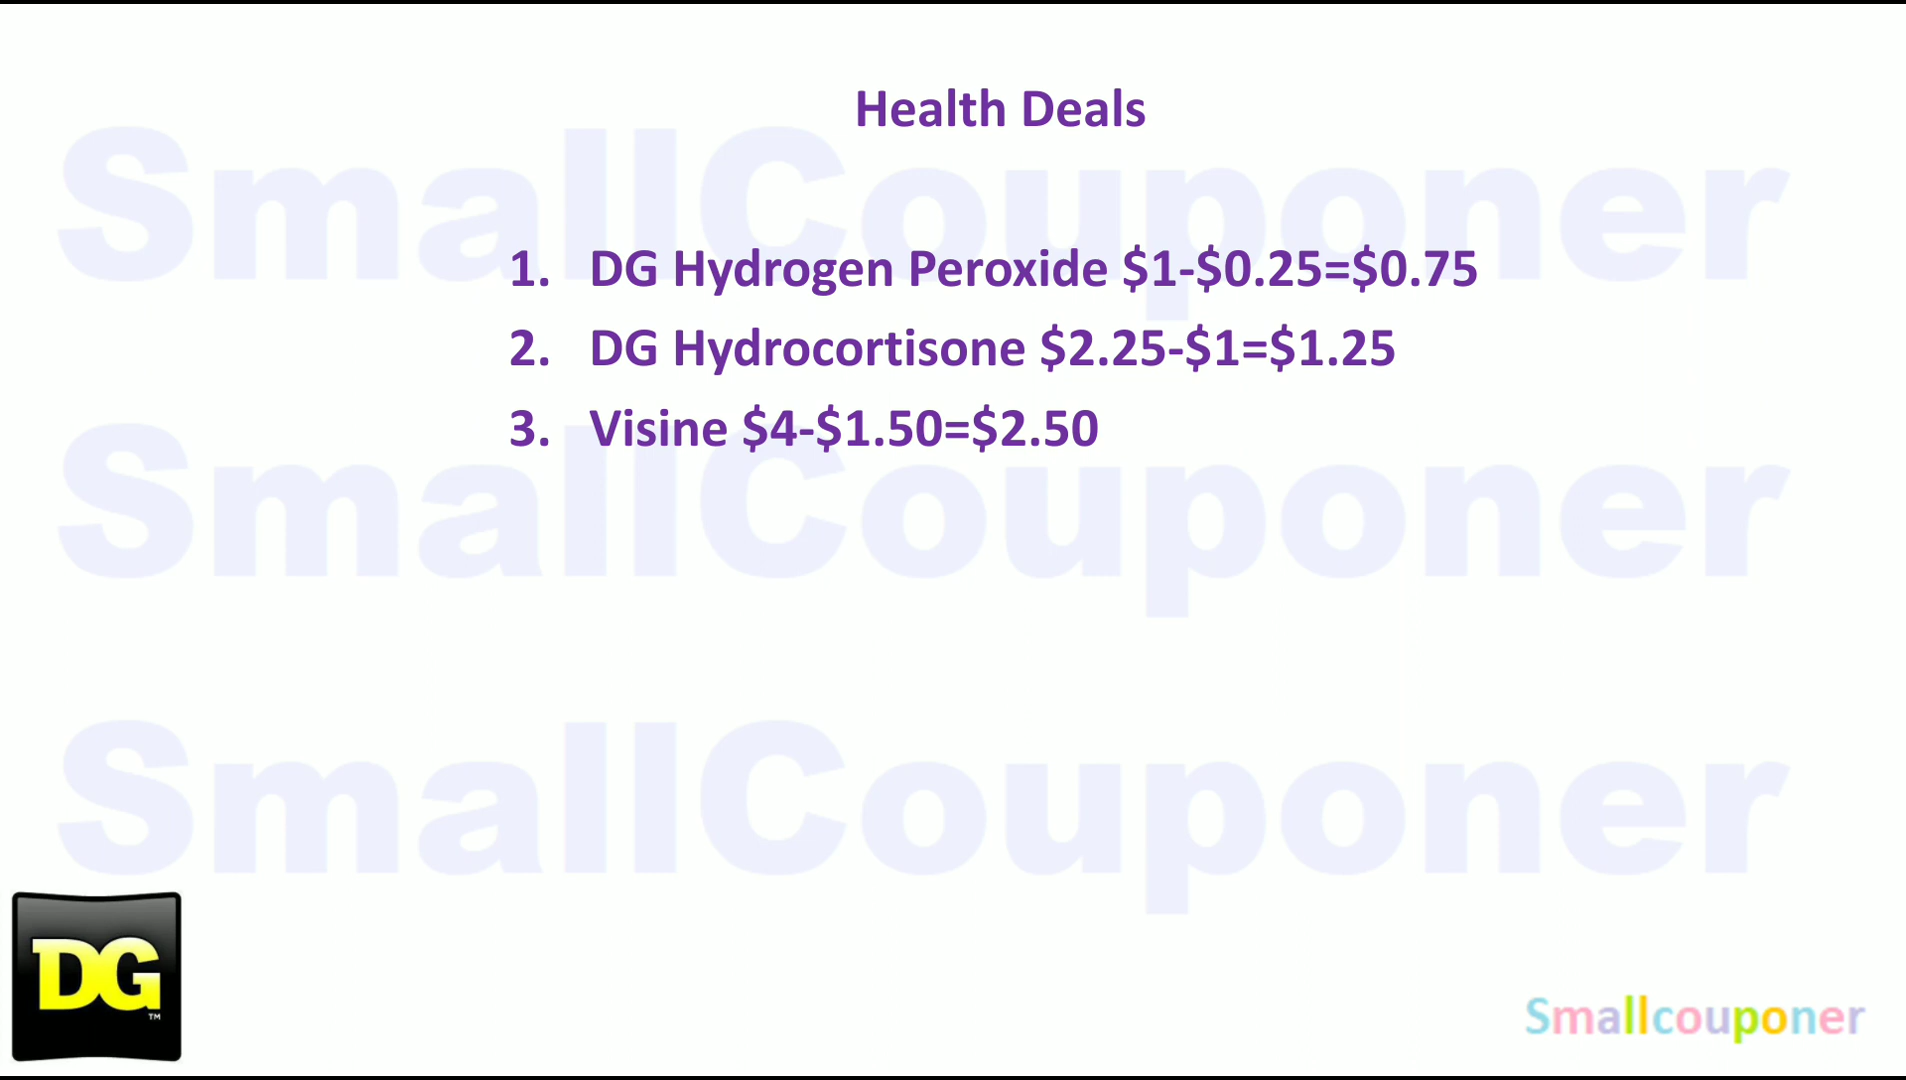 Health Deals
SmallCouponer
1. DG Hydrogen Peroxide $1-$0.25=$0.75
2. DG Hydrocortisone $2.25-$1=$1.25
3. Visine $4-$1.50=$2.50
SmallCouponer
SmallCouponer
DG
TM
Smallcouponer